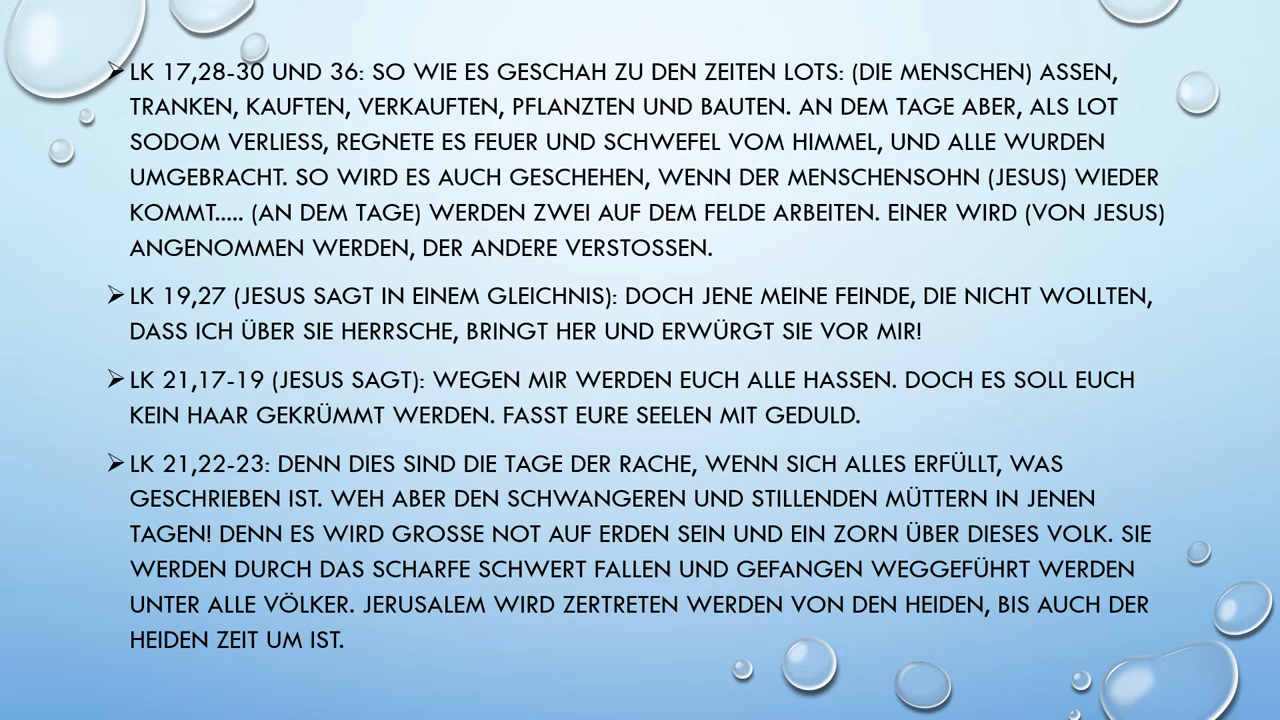 ➢ LK 17,28-30 UND 36: SO WIE ES GESCHAH ZU DEN ZEITEN LOTS: (DIE MENSCHEN) ASSEN,
TRANKEN, KAUFTEN, VERKAUFTEN, PFLANZTEN UND BAUTEN. AN DEM TAGE ABER, ALS LOT
SODOM VERLIESS, REGNETE ES FEUER UND SCHWEFEL VOM HIMMEL, UND ALLE WURDEN
UMGEBRACHT. SO WIRD ES AUCH GESCHEHEN, WENN DER MENSCHENSOHN (JESUS) WIEDER
KOMMT..... (AN DEM TAGE) WERDEN ZWEI AUF DEM FELDE ARBEITEN. EINER WIRD (VON JESUS)
ANGENOMMEN WERDEN, DER ANDERE VERSTOSSEN.
➢ LK 19,27 (JESUS SAGT IN EINEM GLEICHNIS): DOCH JENE MEINE FEINDE, DIE NICHT WOLLTEN,
DASS ICH ÜBER SIE HERRSCHE, BRINGT HER UND ERWÜRGT SIE VOR MIR!
➢ LK 21,17-19 (JESUS SAGT): WEGEN MIR WERDEN EUCH ALLE HASSEN. DOCH ES SOLL EUCH
KEIN HAAR GEKRÜMMT WERDEN. FASST EURE SEELEN MIT GEDULD.
➢ LK 21,22-23: DENN DIES SIND DIE TAGE DER RACHE, WENN SICH ALLES ERFÜLLT, WAS
GESCHRIEBEN IST. WEH ABER DEN SCHWANGEREN UND STILLENDEN MÜTTERN IN JENEN
TAGEN! DENN ES WIRD GROSSE NOT AUF ERDEN SEIN UND EIN ZORN ÜBER DIESES VOLK. SIE
WERDEN DURCH DAS SCHARFE SCHWERT FALLEN UND GEFANGEN WEGGEFÜHRT WERDEN
UNTER ALLE VÖLKER. JERUSALEM WIRD ZERTRETEN WERDEN VON DEN HEIDEN, BIS AUCH DER
HEIDEN ZEIT UM IST.